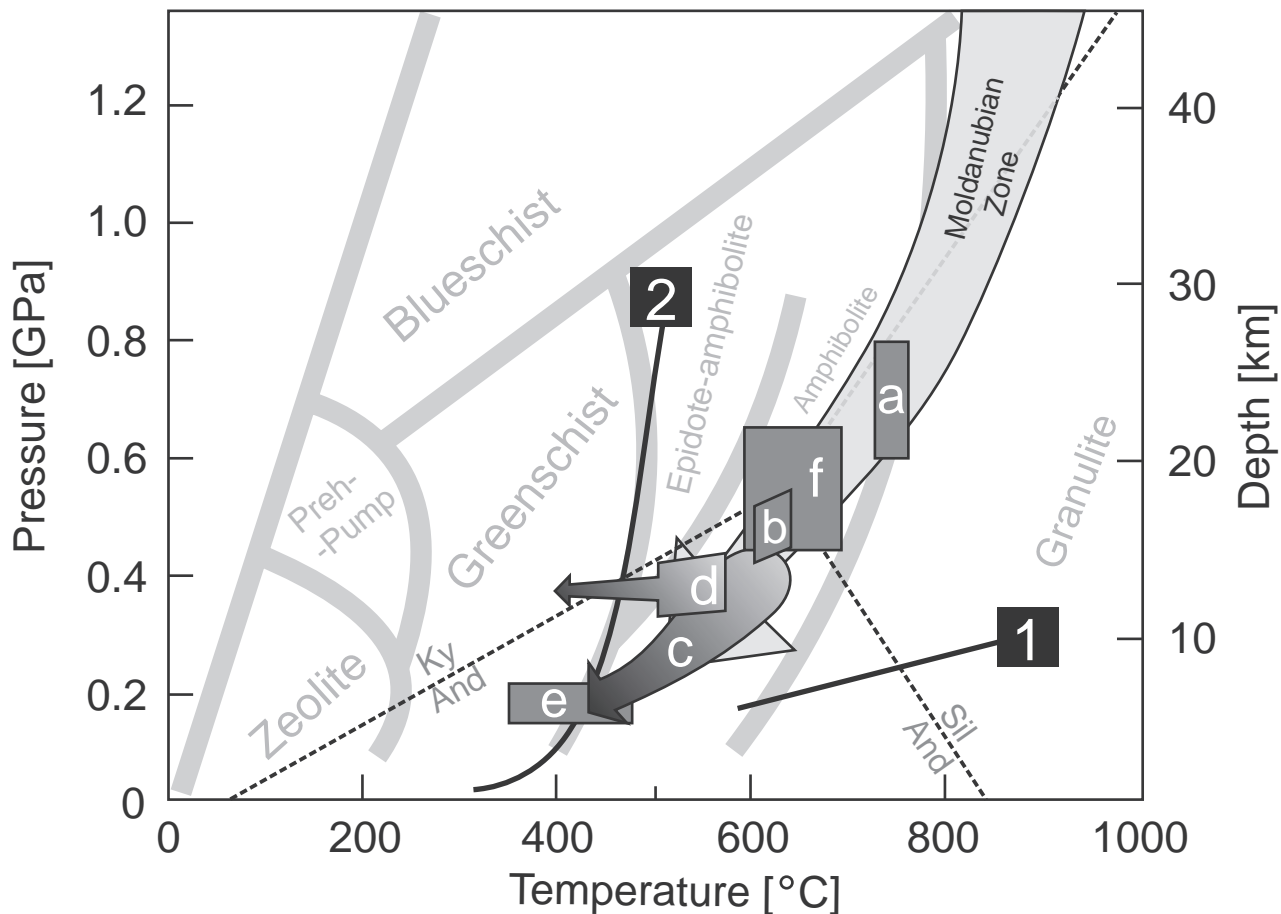 1.2
1.0
0.8
0.6
0.4
0.2
0
Pressure [GPa]
40
30
20
10
Depth [km]
0
200
400
600
800
1000
Temperature [°C]
Blueschist
Preh-
-Pump
Zeolite
Greenschist
Epidote-amphibolite
Amphibolite
Granulite
Moldanubian
Zone
2
1
a
f
b
d
c
e
Ky
And
Sil
And